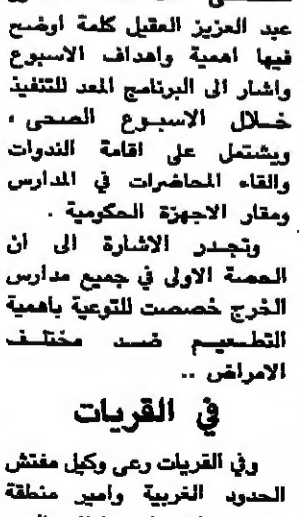 عبد العزيز العقيل كلمة اوضح
فيها اهمية واهداف الاسبوع
واشار الى البرنامج المعد للتنفيذ
خلال الاسبوع الصحي ،
ويشتمل على اقامة الندوات
والقاء المحاضرات في المدارس
ومقار الاجهزة الحكومية .
وتجدر الاشارة الى ان
الحصة الاولى في جميع مدارس
الخرج خصصت للتوعية باهمية
التطعيم ضد مختلف
الامراض ..
في القريات
وفي القريات رعى وكيل مفتش
الحدود الغربية وامير منطقة